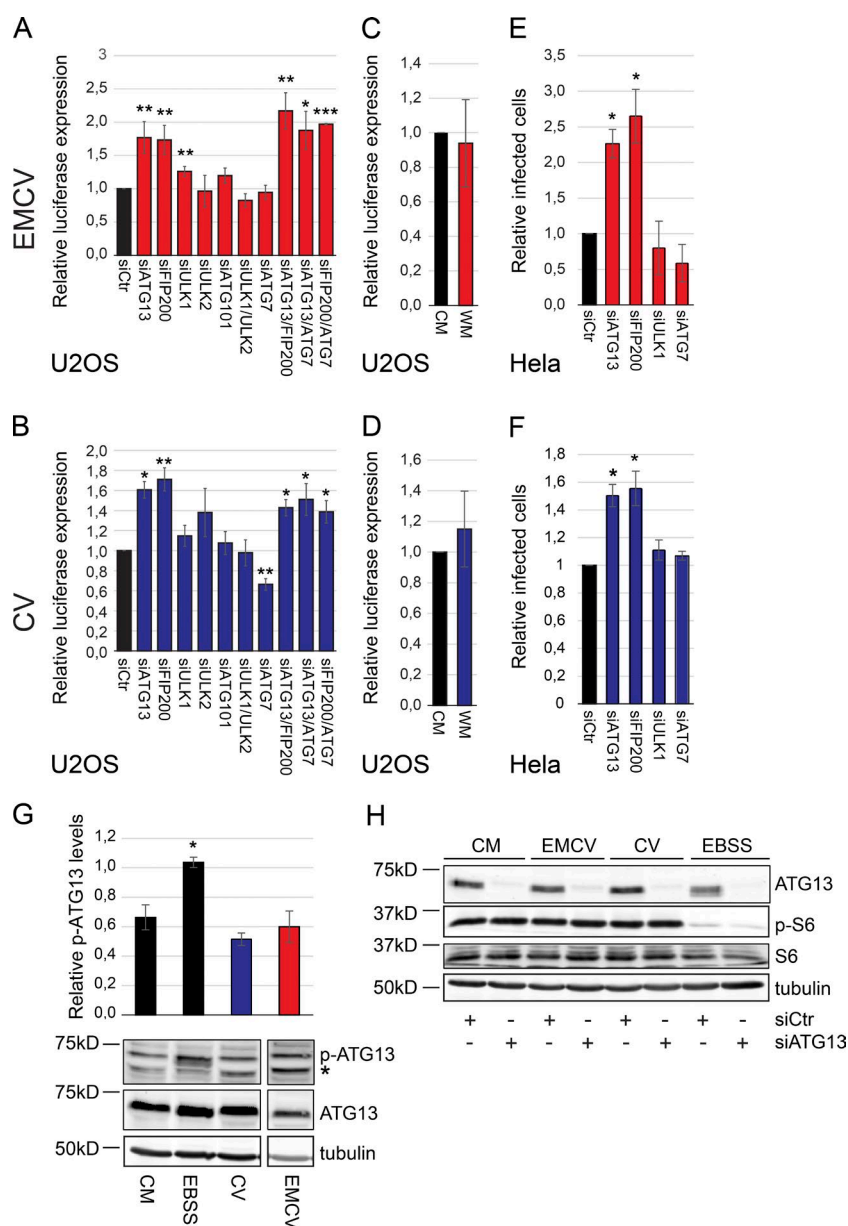 A
EMCV
Relative luciferase expression
3
2,5
2,0
1,5
1,0
0,5
0,0
** ** ** ** * ***
siCtr
siATG13
siFIP200
siULK1
siULK2
siATG101
siULK1/ULK2
siATG7
siATG13/FIP200
siATG13/ATG7
siFIP200/ATG7
U2OS
C
Relative luciferase expression
1,4
1,2
1,0
0,8
0,6
0,4
0,2
0,0
CM
WM
U2OS
E
Relative infected cells
3,5
3,0
2,5
2,0
1,5
1,0
0,5
0,0
* *
siCtr
siATG13
siFIP200
siULK1
siATG7
Hela
B
CV
Relative luciferase expression
2,0
1,8
1,6
1,4
1,2
1,0
0,8
0,6
0,4
0,2
0,0
* ** ** * * *
siCtr
siATG13
siFIP200
siULK1
siULK2
siATG101
siULK1/ULK2
siATG7
siATG13/FIP200
siATG13/ATG7
siFIP200/ATG7
U2OS
D
Relative luciferase expression
1,6
1,4
1,2
1,0
0,8
0,6
0,4
0,2
0,0
CM
WM
U2OS
F
Relative infected cells
1,8
1,6
1,4
1,2
1
0,8
0,6
0,4
0,2
0
* *
siCtr
siATG13
siFIP200
siULK1
siATG7
Hela
G
Relative p-ATG13 levels
1,2
1,0
0,8
0,6
0,4
0,2
0,0
*
75kD
p-ATG13
*
75kD
ATG13
50kD
tubulin
CM
EBSS
CV
EMCV
H
CM EMCV CV EBSS
75kD
ATG13
37kD
p-S6
37kD
S6
50kD
tubulin
+ - + - + - + - siCtr
- + - + - + - + siATG13